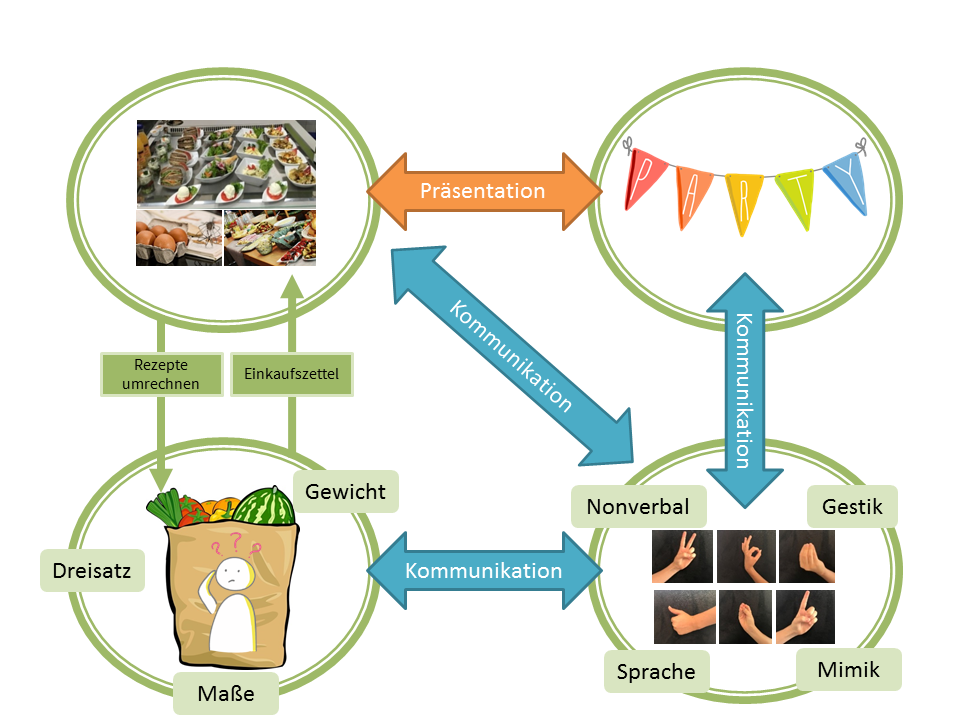 PARTY
Präsentation
Kommunikation
Kommunikation
Rezepte
umrechnen
Einkaufszettel
Gewicht
Nonverbal
Gestik
Dreisatz
? ? ?
Kommunikation
Sprache
Mimik
Maße